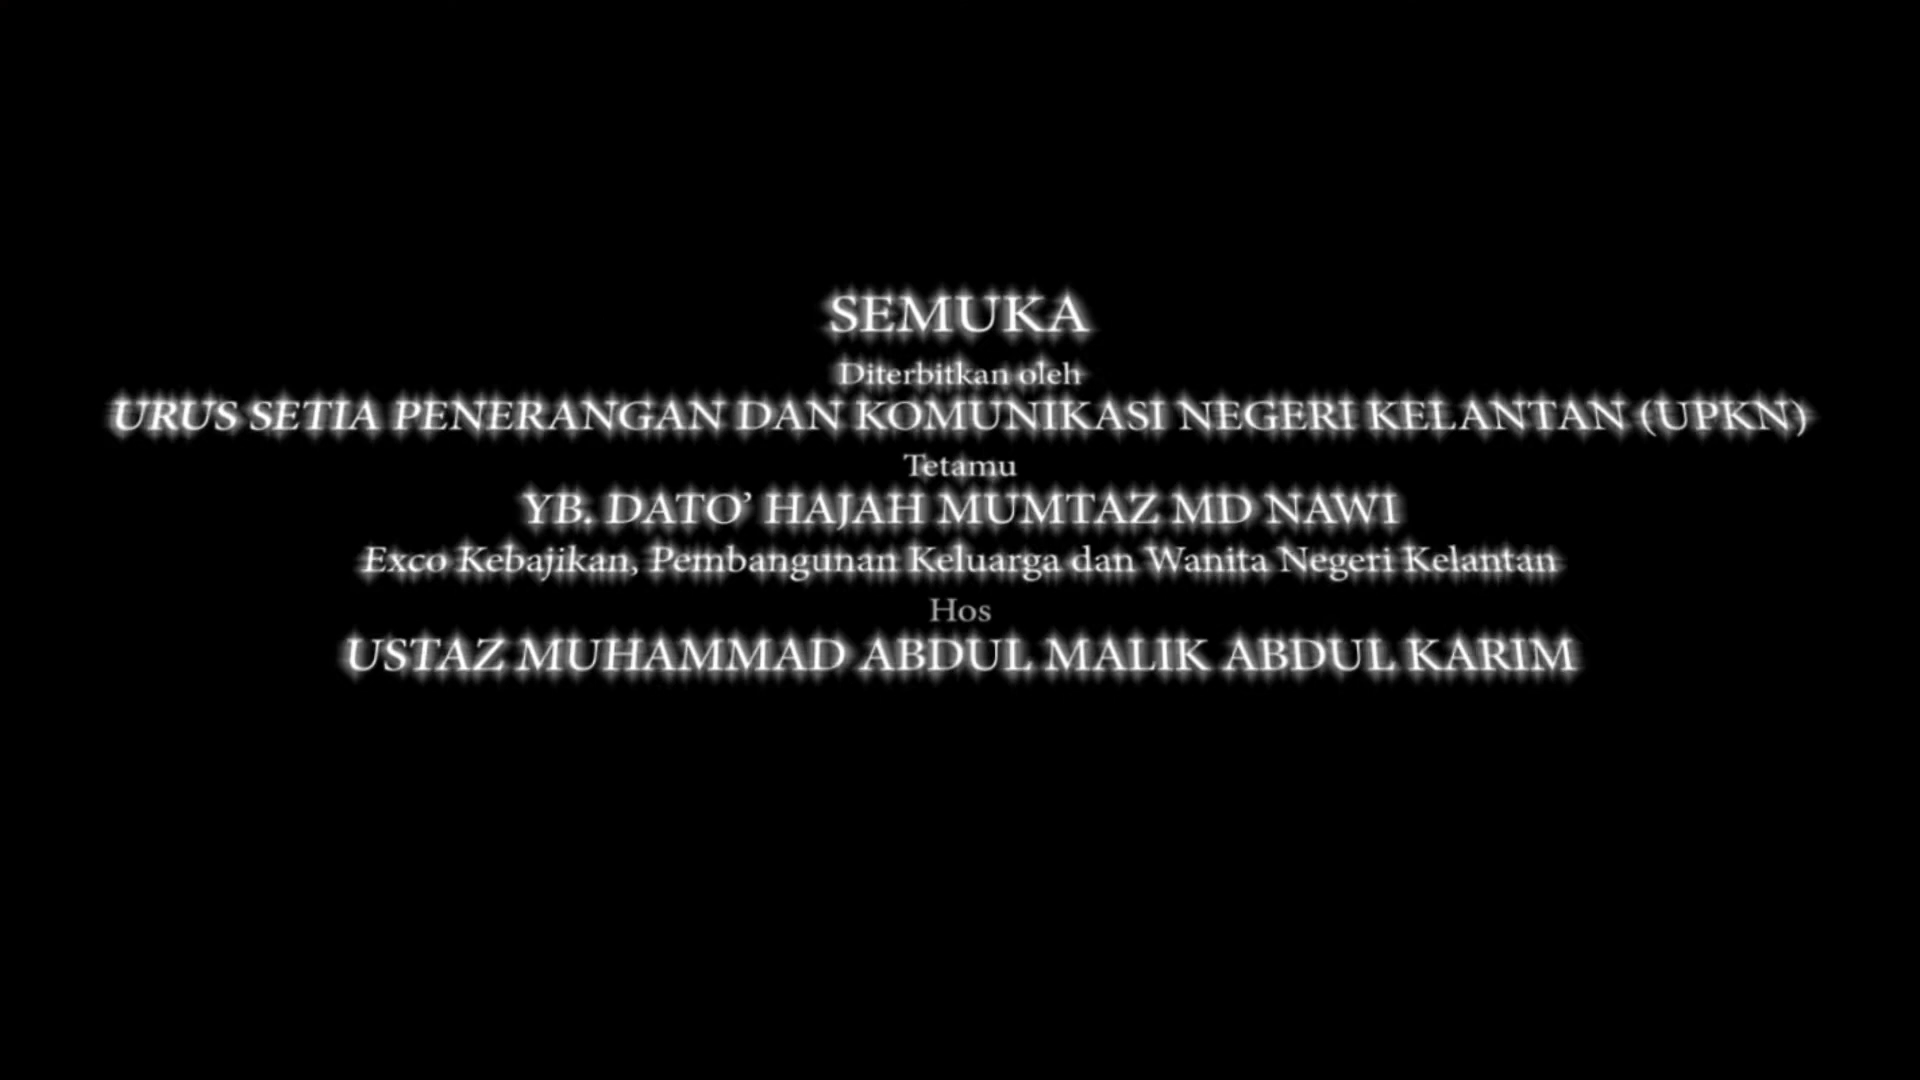 SEMUKA
Diterbitkan oleh
URUS SETIA PENERANGAN DAN KOMUNIKASI NEGERI KELANTAN (UPKN)
Tetamu
YB. DATO’ HAJAH MUMTAZ MD NAWI
Exco Kebajikan, Pembangunan Keluarga dan Wanita Negeri Kelantan
Hos
USTAZ MUHAMMAD ABDUL MALIK ABDUL KARIM